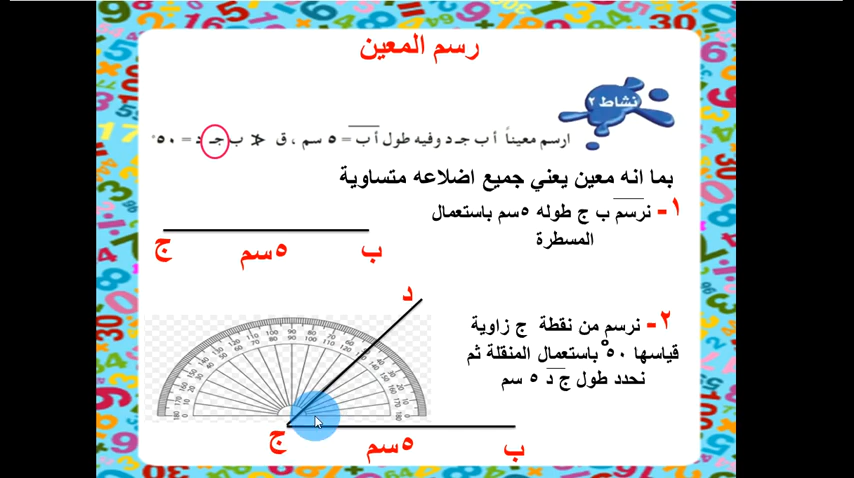 رسم المعين
نشاط ٢
ارسم معيناً أ ب جـ د وفيه طول أ ب = ٥ سم ، ق ∢ ب جـ د = ٥٠°
بما انه معين يعني جميع اضلاعه متساوية
١- نرسم ب ج طوله ٥سم باستعمال
المسطرة
ج ٥سم ب
د
٢- نرسم من نقطة ج زاوية
قياسها ٥٠° باستعمال المنقلة ثم
نحدد طول ج د ٥ سم
ج ٥سم ب